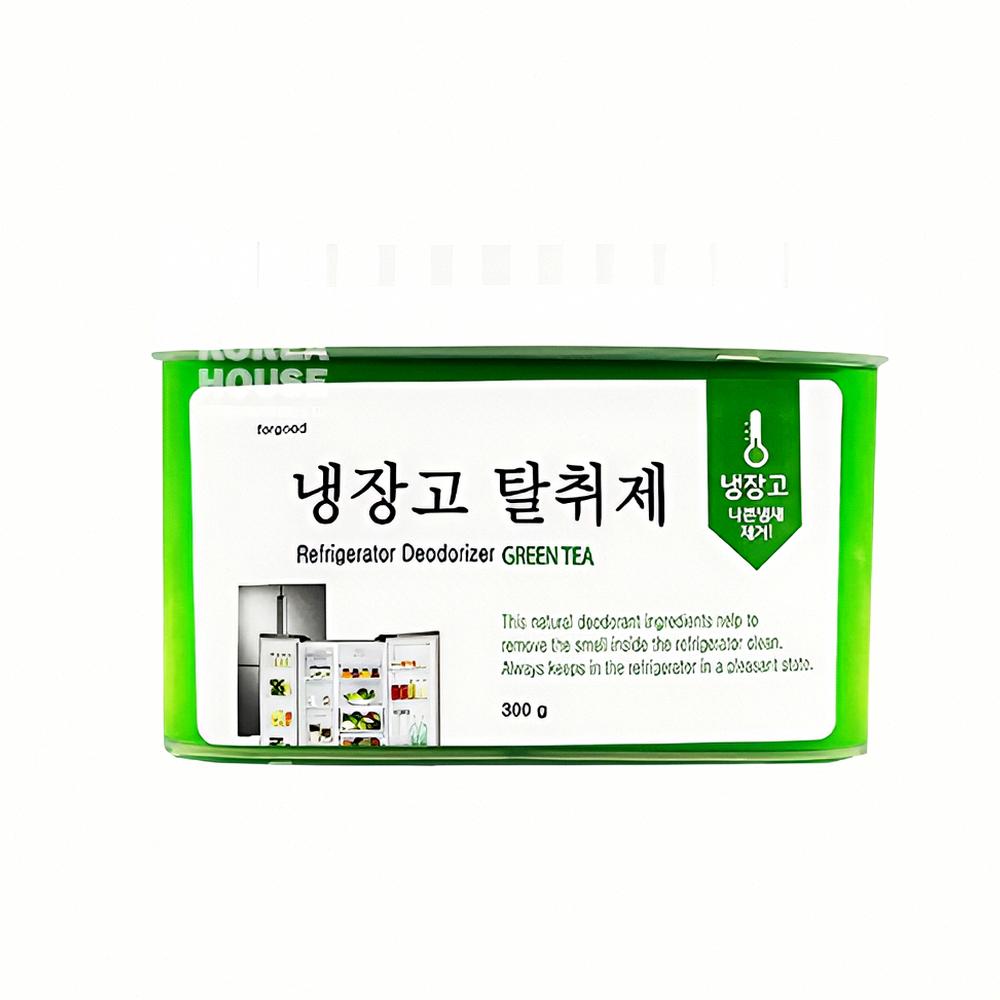 KOREA
HOUSE
forgood
냉장고 탈취제
Refrigerator Deodorizer GREEN TEA
냉장고
나쁜냄새
제거!
This natural deodorant ingredients help to
remove the smell inside the refrigerator clean.
Always keeps in the refrigerator in a pleasant state.
300 g